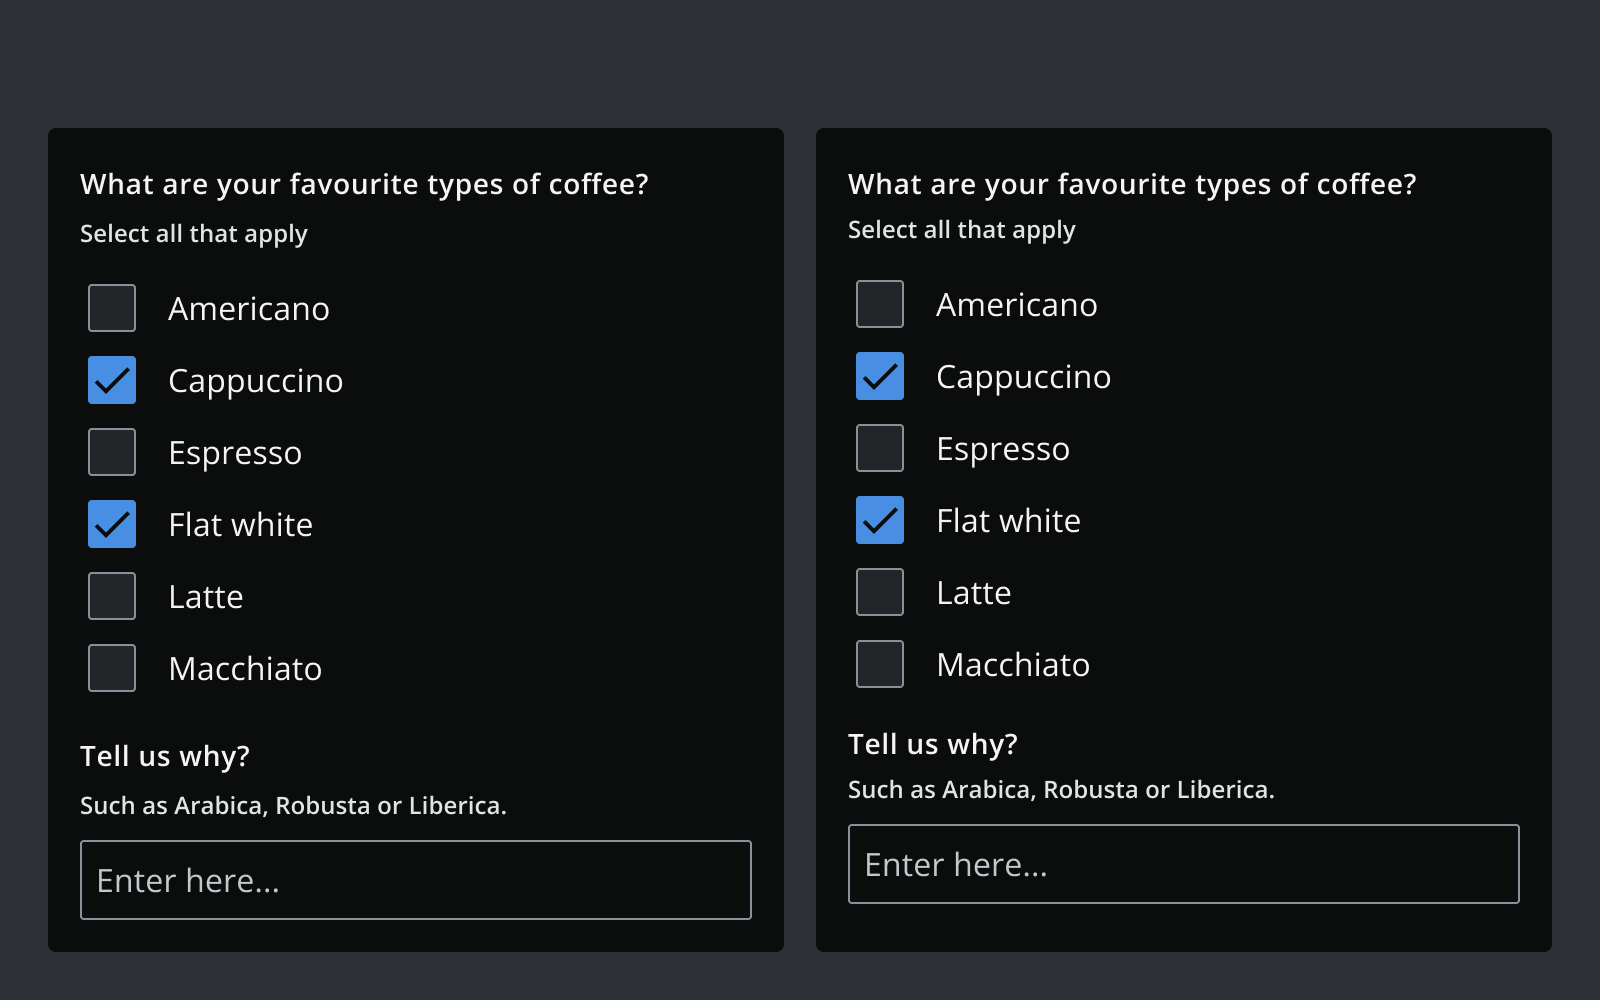 What are your favourite types of coffee?
Select all that apply
Americano
Cappuccino
Espresso
Flat white
Latte
Macchiato
Tell us why?
Such as Arabica, Robusta or Liberica.
Enter here...
What are your favourite types of coffee?
Select all that apply
Americano
Cappuccino
Espresso
Flat white
Latte
Macchiato
Tell us why?
Such as Arabica, Robusta or Liberica.
Enter here...